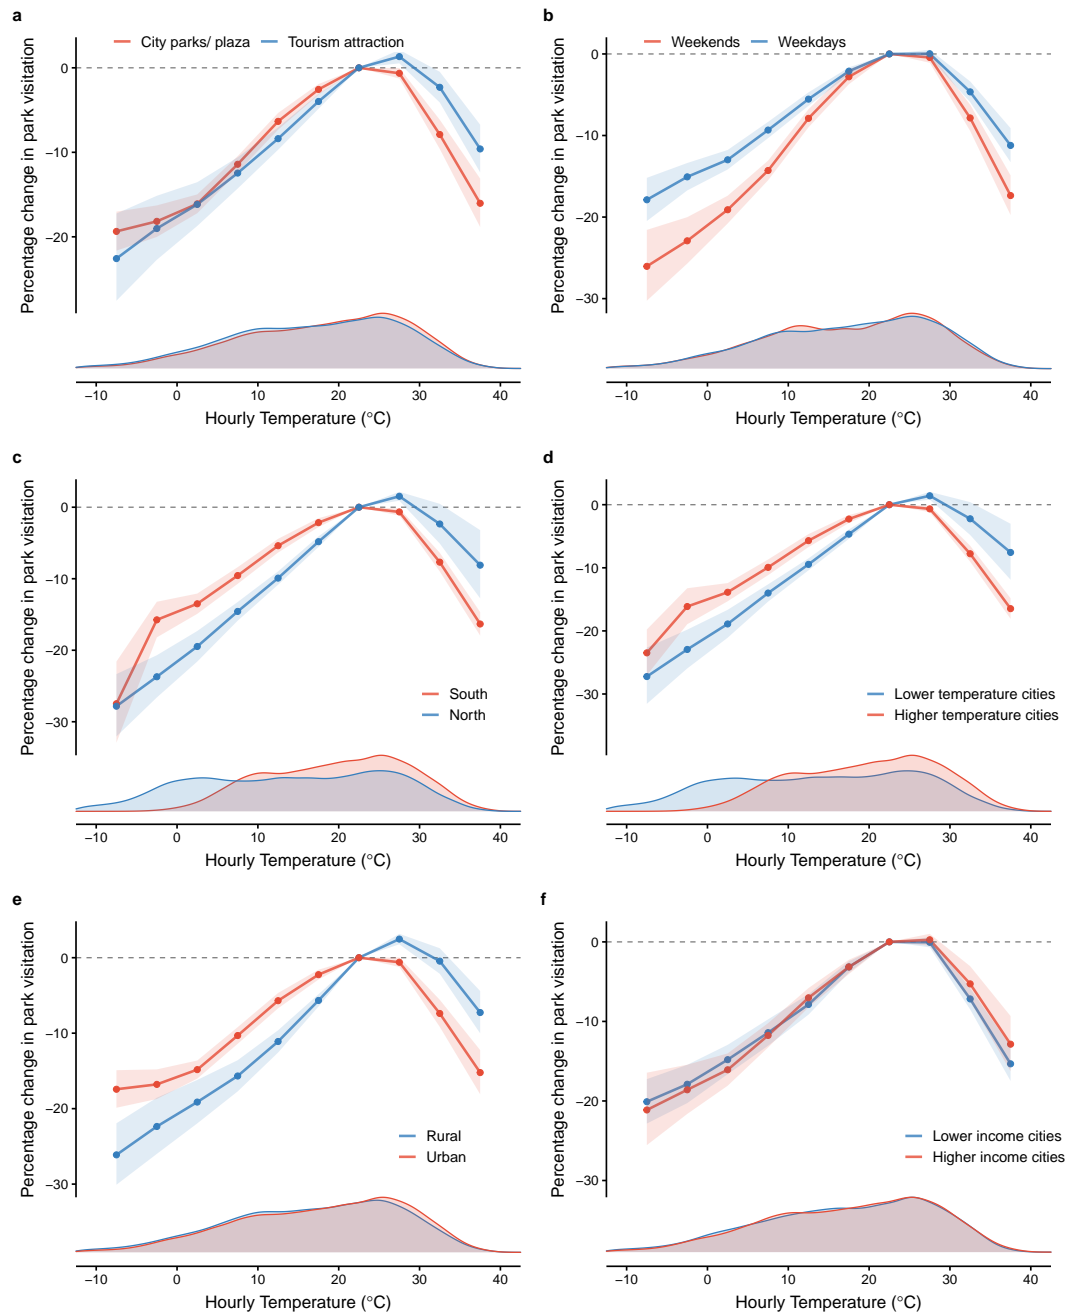 a
City parks/ plaza
Tourism attraction
Percentage change in park visitation
0
−10
−20
−10 0 10 20 30 40
Hourly Temperature (°C)
b
Weekends
Weekdays
Percentage change in park visitation
0
−10
−20
−30
−10 0 10 20 30 40
Hourly Temperature (°C)
c
Percentage change in park visitation
0
−10
−20
−30
South
North
−10 0 10 20 30 40
Hourly Temperature (°C)
d
Percentage change in park visitation
0
−10
−20
−30
Lower temperature cities
Higher temperature cities
−10 0 10 20 30 40
Hourly Temperature (°C)
e
Percentage change in park visitation
0
−10
−20
−30
Rural
Urban
−10 0 10 20 30 40
Hourly Temperature (°C)
f
Percentage change in park visitation
0
−10
−20
−30
Lower income cities
Higher income cities
−10 0 10 20 30 40
Hourly Temperature (°C)